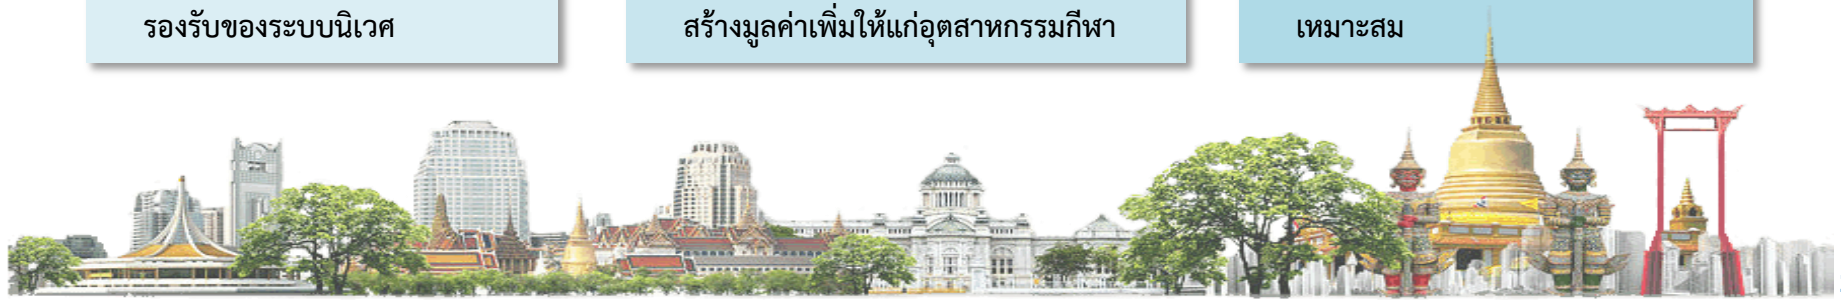 รองรับของระบบนิเวศ
สร้างมูลค่าเพิ่มให้แก่อุตสาหกรรมกีฬา
เหมาะสม